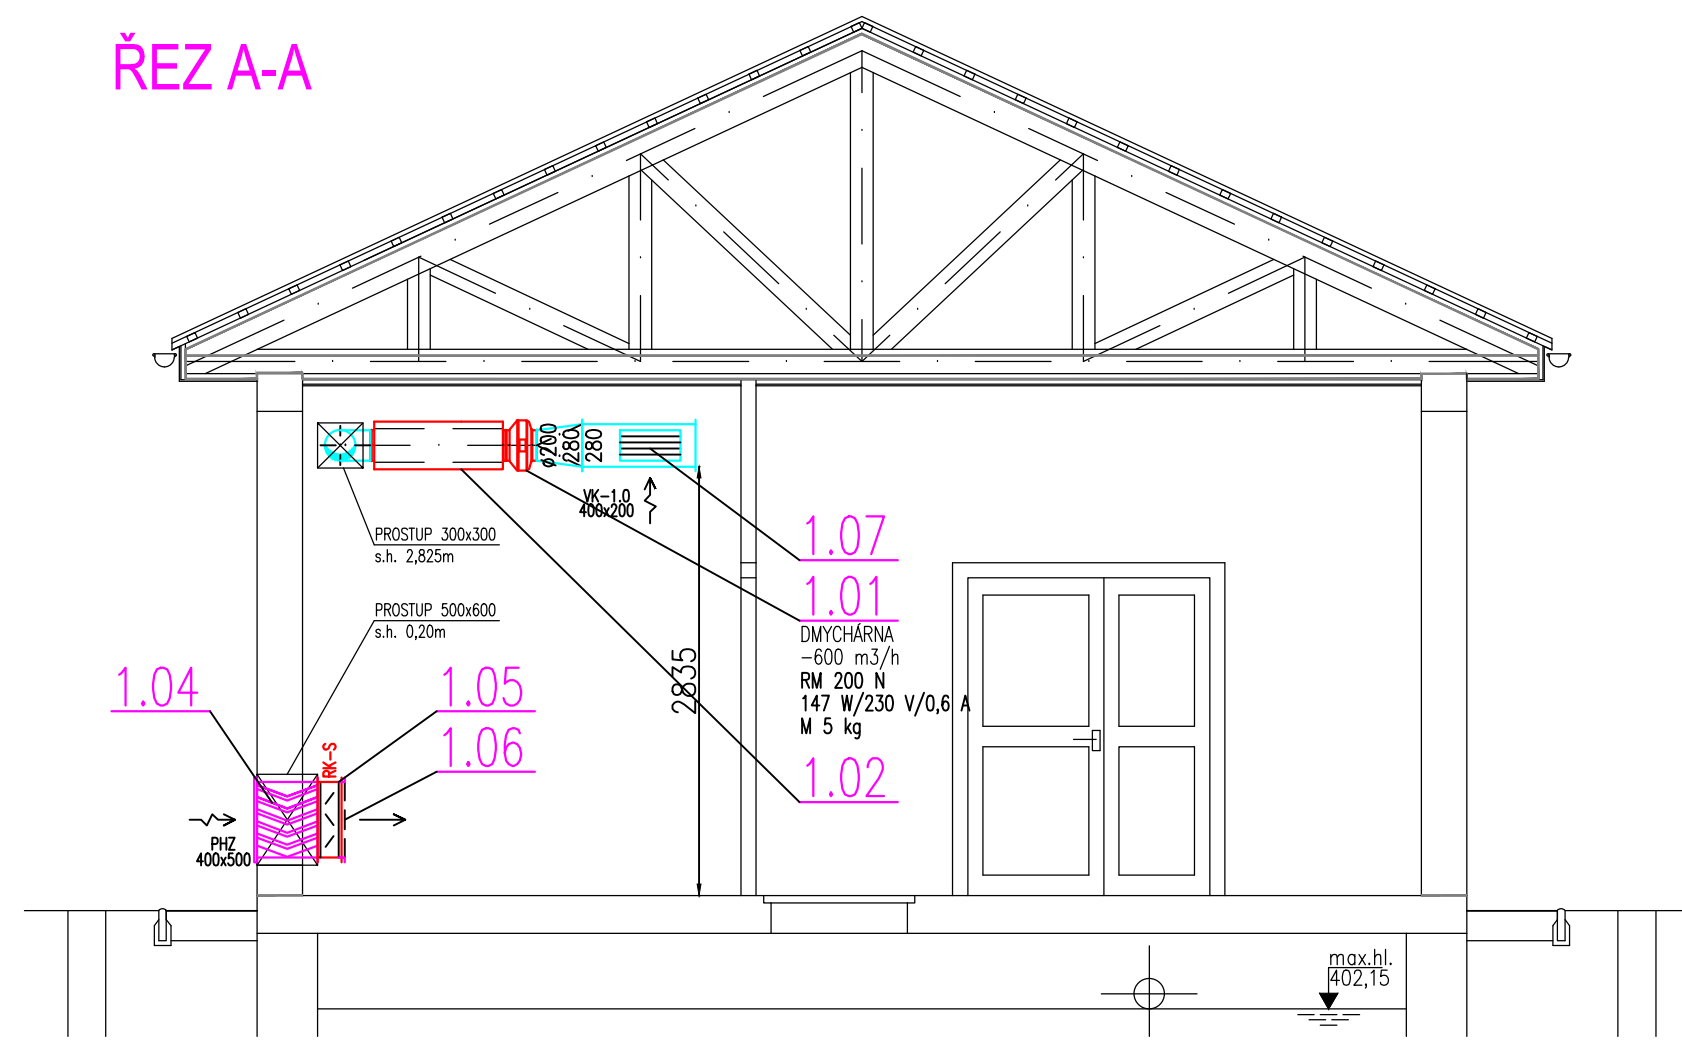 ŘEZ A-A
ϕ200
/280
280
VK-1.0
400x200
PROSTUP 300x300
s.h. 2,825m
PROSTUP 500x600
s.h. 0,20m
1.07
1.01
DMYCHÁRNA
-600 m3/h
RM 200 N
147 W/230 V/0,6 A
M 5 kg
1.02
2835
1.04
1.05
1.06
RK-S
PHZ
400x500
max.hl.
402,15